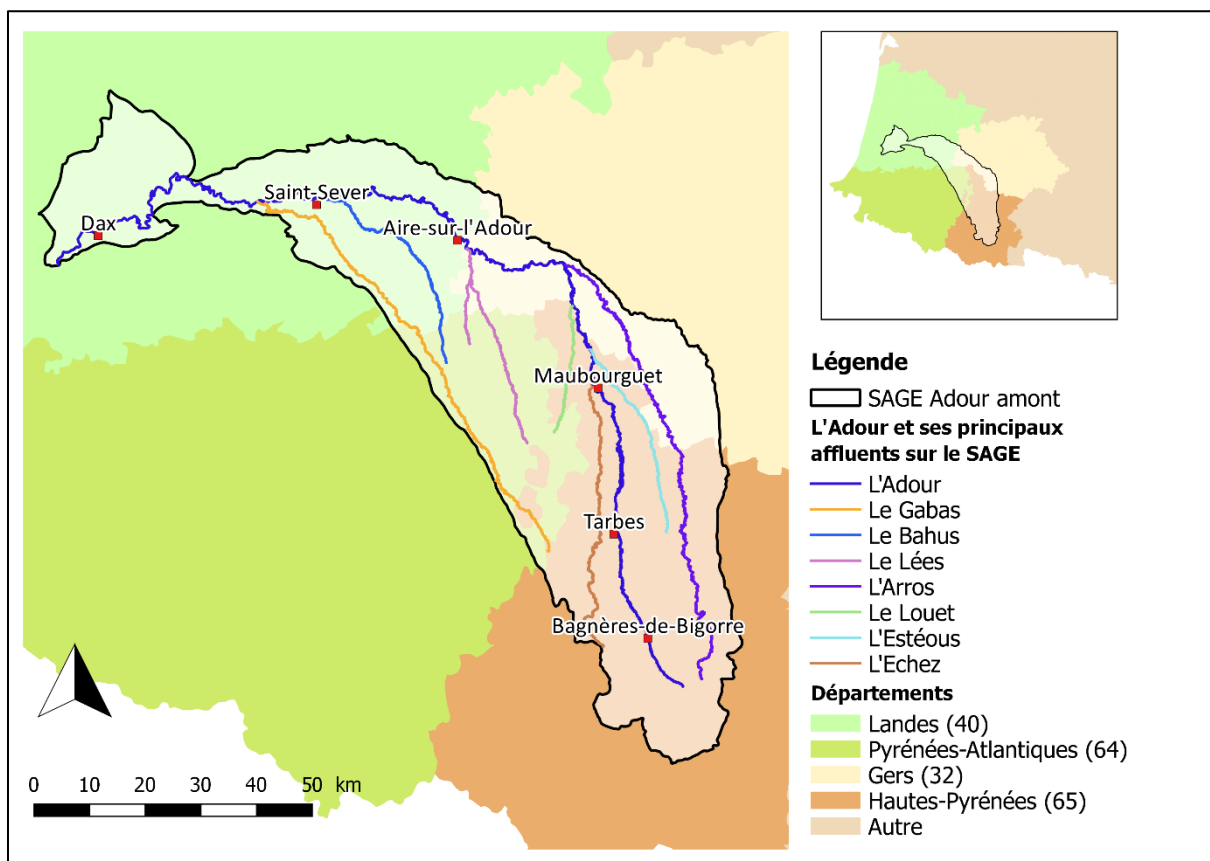 Saint-Sever
Dax
Aire-sur-l'Adour
Maubourguet
Tarbes
Bagnères-de-Bigorre
0 10 20 30 40 50 km
Légende
SAGE Adour amont
L'Adour et ses principaux
affluents sur le SAGE
L'Adour
Le Gabas
Le Bahus
Le Lées
L'Arros
Le Louet
L'Estéous
L'Echez
Départements
Landes (40)
Pyrénées-Atlantiques (64)
Gers (32)
Hautes-Pyrénées (65)
Autre